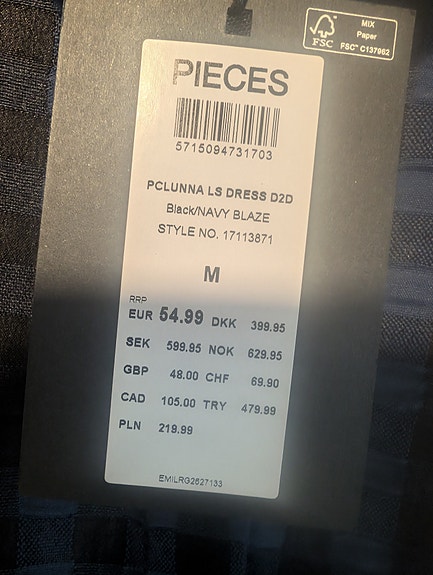 FSC
MIX
Paper
FSC™ C137962
PIECES
5715094731703
PCLUNNA LS DRESS D2D
Black/NAVY BLAZE
STYLE NO. 17113871
M
RRP
EUR 54.99 DKK 399.95
SEK 599.95 NOK 629.95
GBP 48.00 CHF 69.90
CAD 105.00 TRY 479.99
PLN 219.99
EMILRG2627133